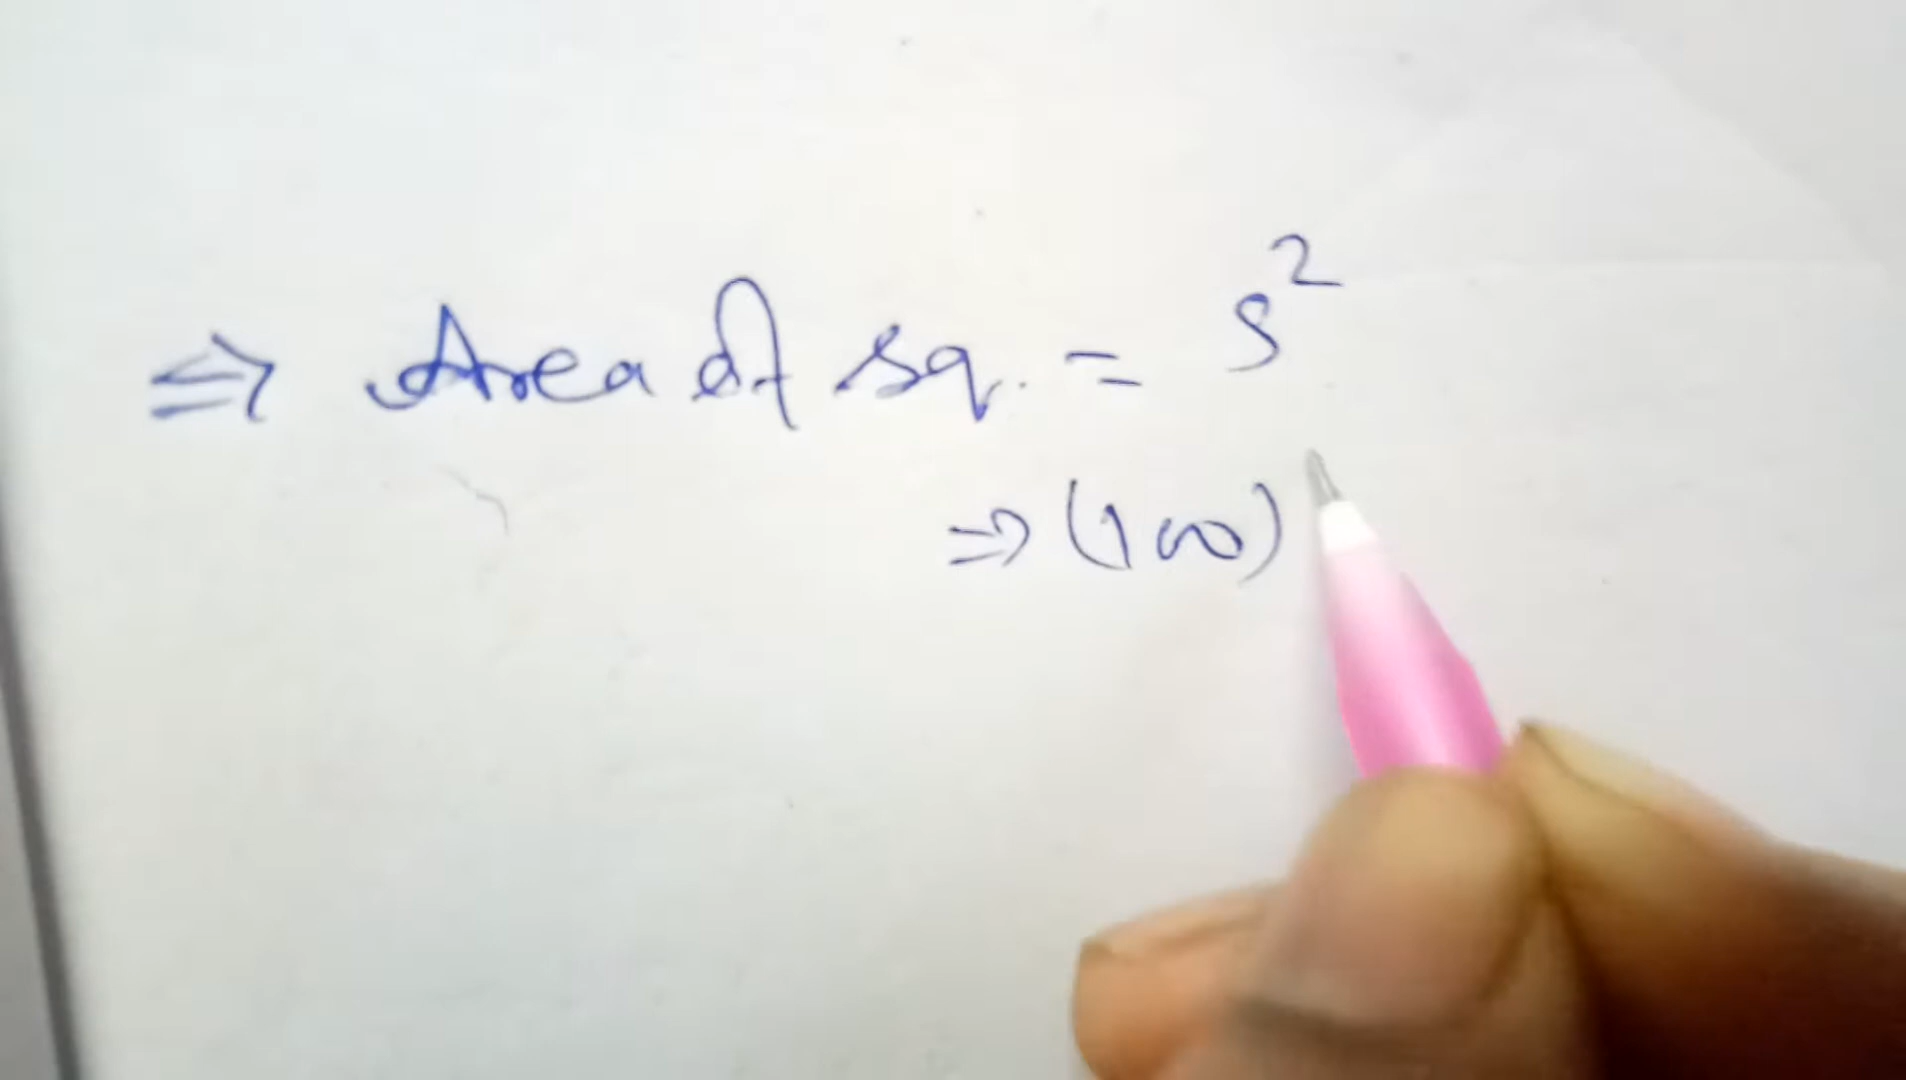 ⇒ Area of sq. = s²
⇒ (100)